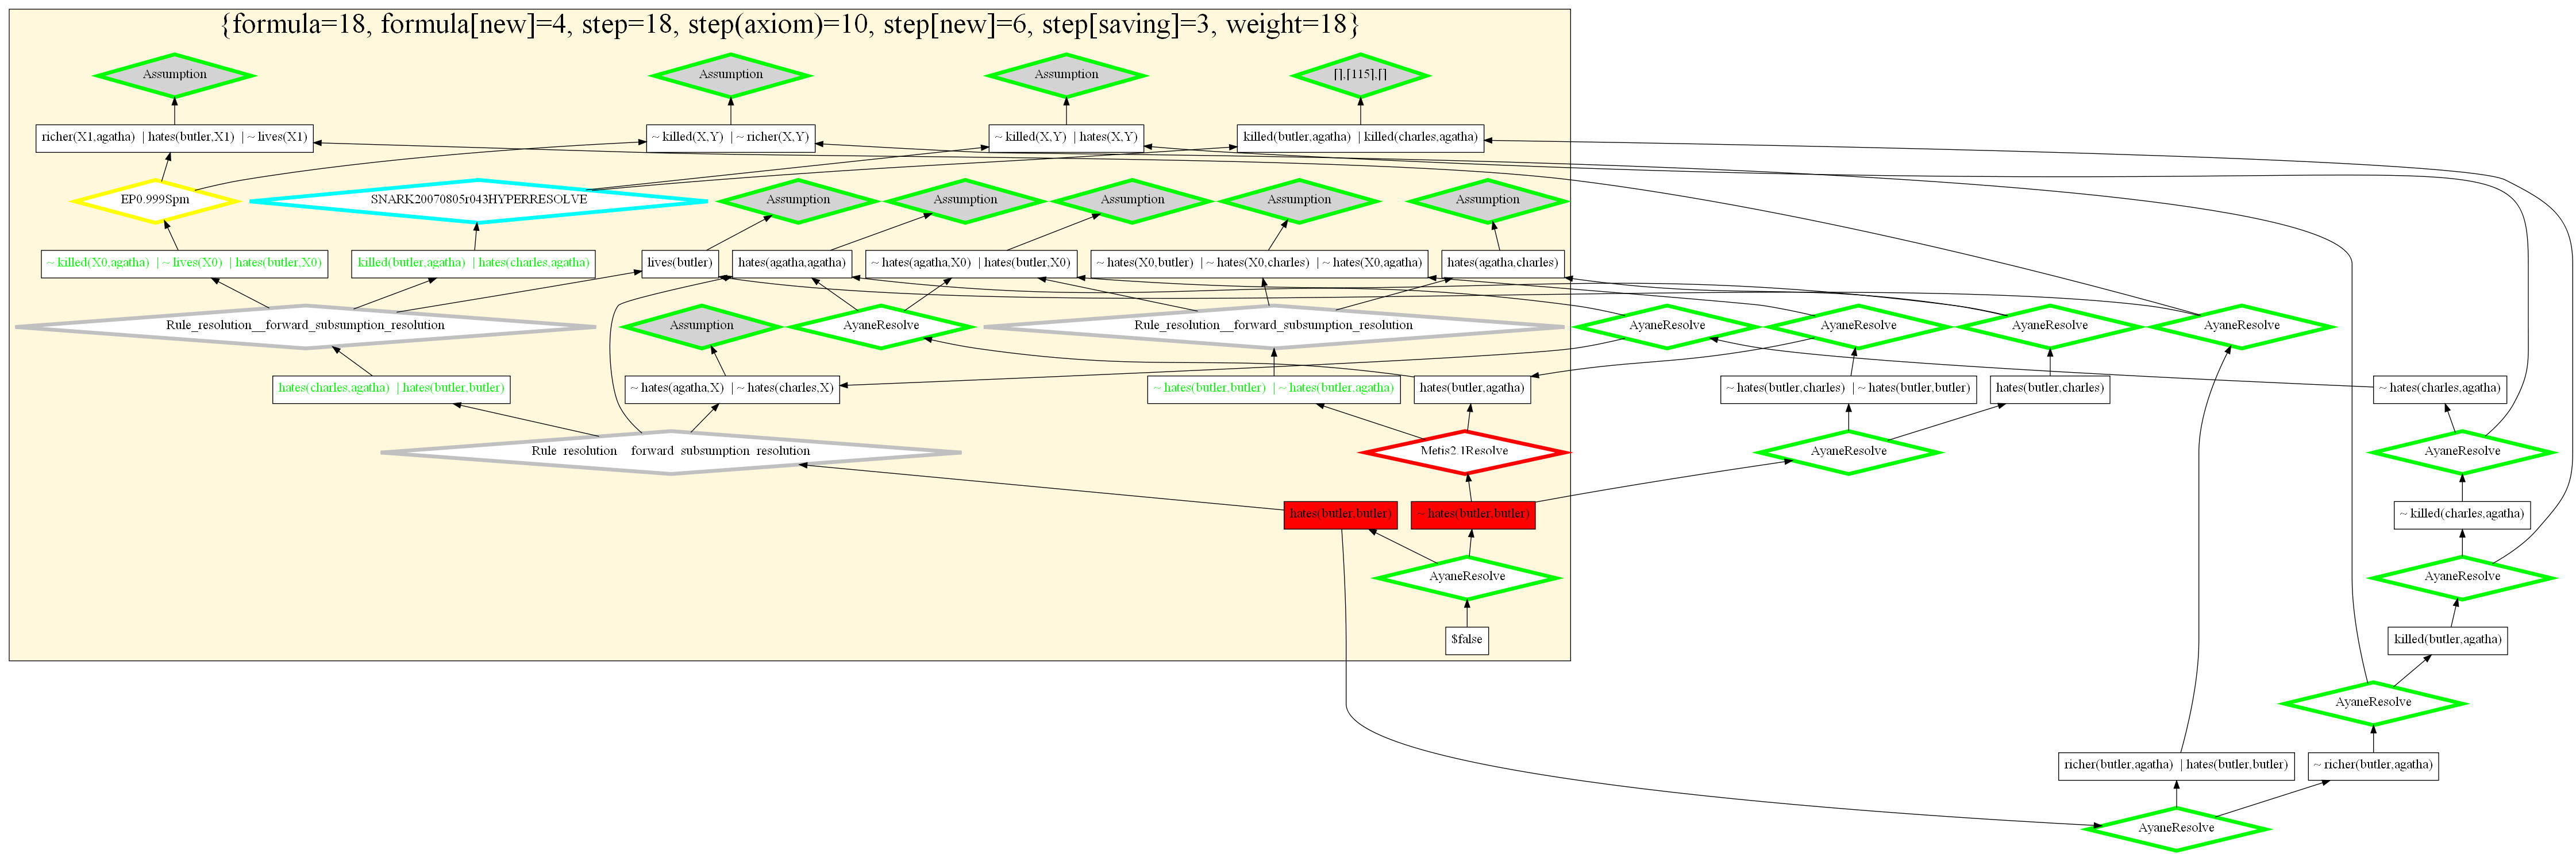 {formula=18, formula[new]=4, step=18, step(axiom)=10, step[new]=6, step[saving]=3, weight=18}
Assumption
Assumption
Assumption
[],[115],[]
richer(X1,agatha) | hates(butler,X1) | ~ lives(X1)
~ killed(X,Y) | ~ richer(X,Y)
~ killed(X,Y) | hates(X,Y)
killed(butler,agatha) | killed(charles,agatha)
EP0.999Spm
SNARK20070805r043HYPERRESOLVE
Assumption
Assumption
Assumption
Assumption
Assumption
~ killed(X0,agatha) | ~ lives(X0) | hates(butler,X0)
killed(butler,agatha) | hates(charles,agatha)
lives(butler)
hates(agatha,agatha)
~ hates(agatha,X0) | hates(butler,X0)
~ hates(X0,butler) | ~ hates(X0,charles) | ~ hates(X0,agatha)
hates(agatha,charles)
Rule_resolution__forward_subsumption_resolution
Assumption
AyaneResolve
Rule_resolution__forward_subsumption_resolution
AyaneResolve
AyaneResolve
AyaneResolve
AyaneResolve
hates(charles,agatha) | hates(butler,butler)
~ hates(agatha,X) | ~ hates(charles,X)
~ hates(butler,butler) | ~ hates(butler,agatha)
hates(butler,agatha)
~ hates(butler,charles) | ~ hates(butler,butler)
hates(butler,charles)
~ hates(charles,agatha)
Rule_resolution__forward_subsumption_resolution
Metis2.1Resolve
AyaneResolve
AyaneResolve
hates(butler,butler)
~ hates(butler,butler)
~ killed(charles,agatha)
AyaneResolve
AyaneResolve
$false
killed(butler,agatha)
AyaneResolve
richer(butler,agatha) | hates(butler,butler)
~ richer(butler,agatha)
AyaneResolve